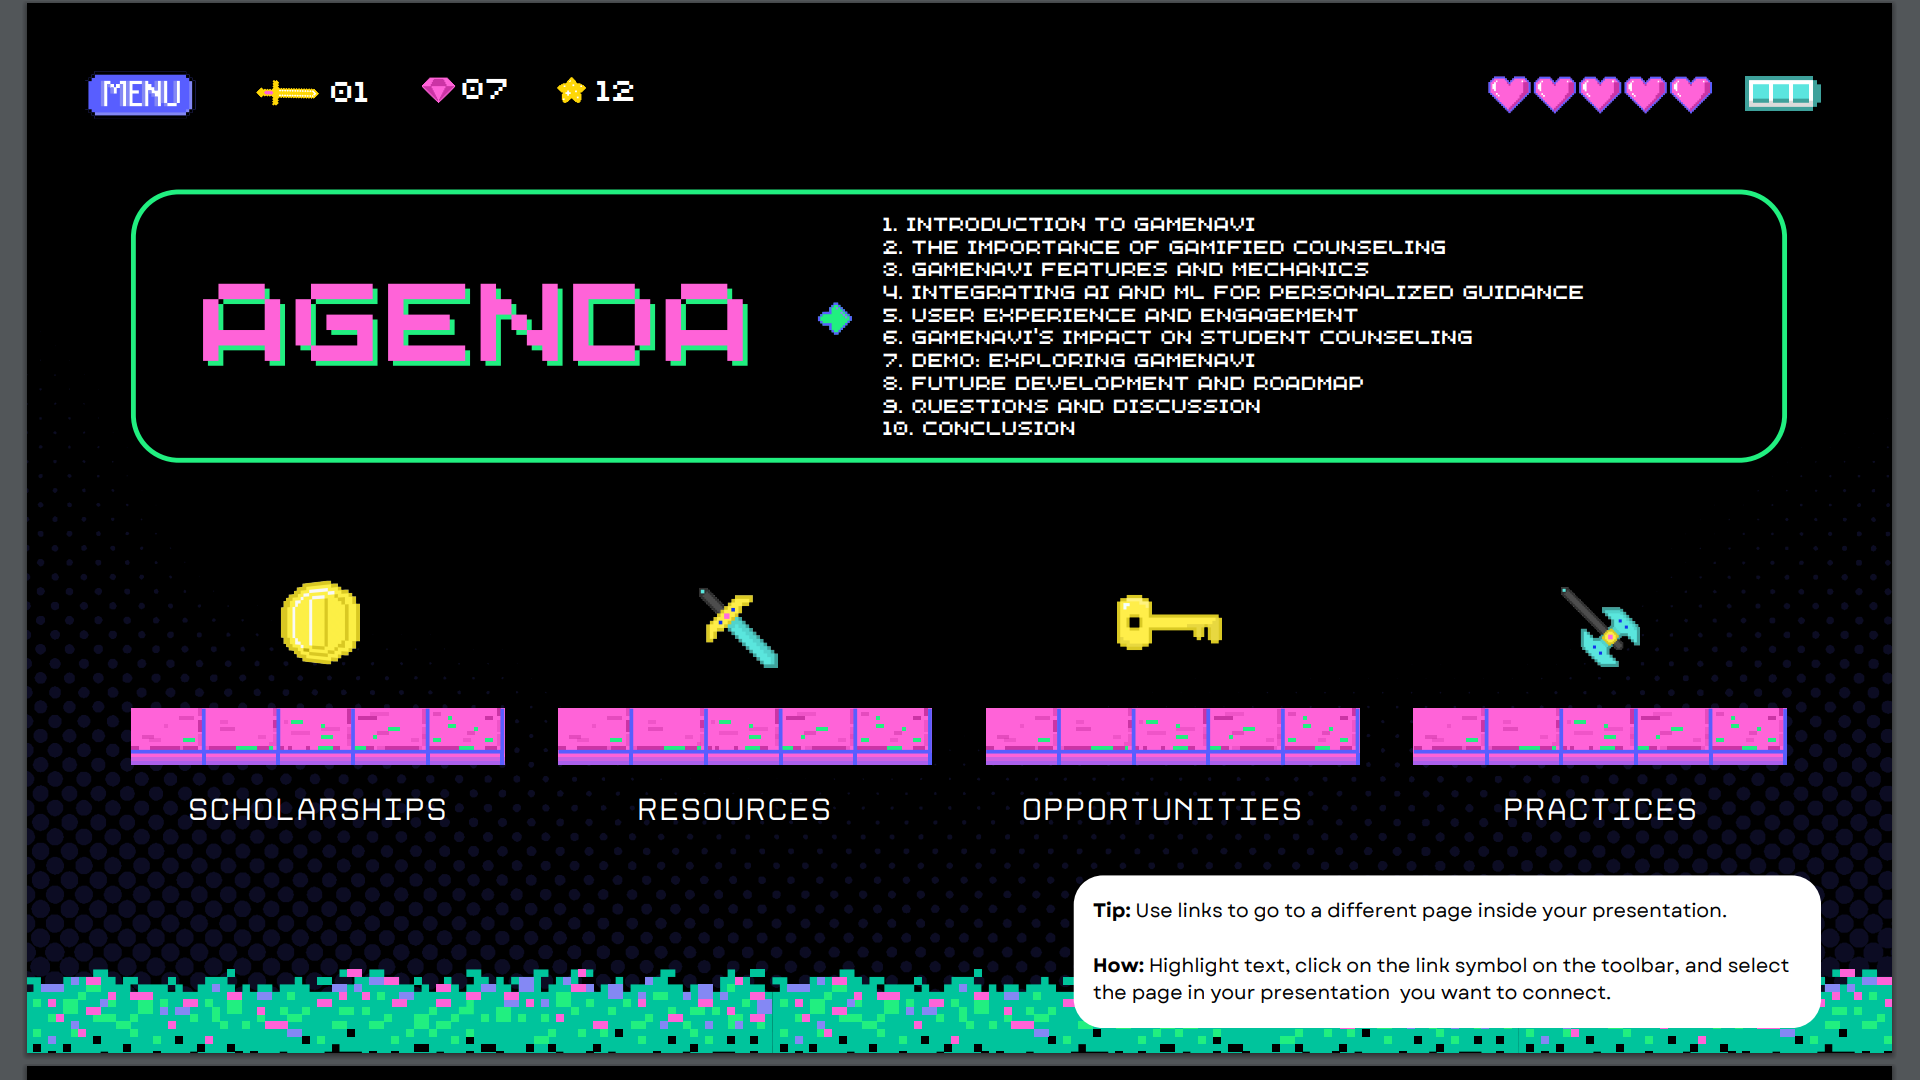 MENU 01 07 12
AGENDA
1. INTRODUCTION TO GAMENAVI
2. THE IMPORTANCE OF GAMIFIED COUNSELING
3. GAMENAVI FEATURES AND MECHANICS
4. INTEGRATING AI AND ML FOR PERSONALIZED GUIDANCE
5. USER EXPERIENCE AND ENGAGEMENT
6. GAMENAVI'S IMPACT ON STUDENT COUNSELING
7. DEMO: EXPLORING GAMENAVI
8. FUTURE DEVELOPMENT AND ROADMAP
9. QUESTIONS AND DISCUSSION
10. CONCLUSION
SCHOLARSHIPS
RESOURCES
OPPORTUNITIES
PRACTICES
Tip: Use links to go to a different page inside your presentation.
How: Highlight text, click on the link symbol on the toolbar, and select
the page in your presentation  you want to connect.